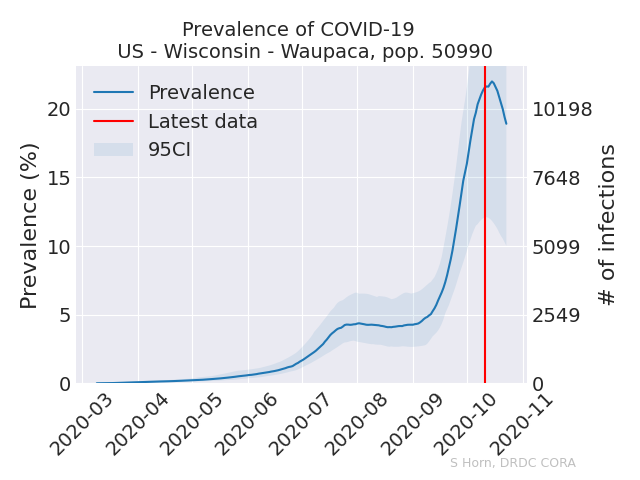 Prevalence of COVID-19
US - Wisconsin - Waupaca, pop. 50990
Prevalence
Latest data
95CI
Prevalence (%)
20
15
10
5
0
10198
7648
5099
2549
0
# of infections
2020-03
2020-04
2020-05
2020-06
2020-07
2020-08
2020-09
2020-10
2020-11
S Horn, DRDC CORA